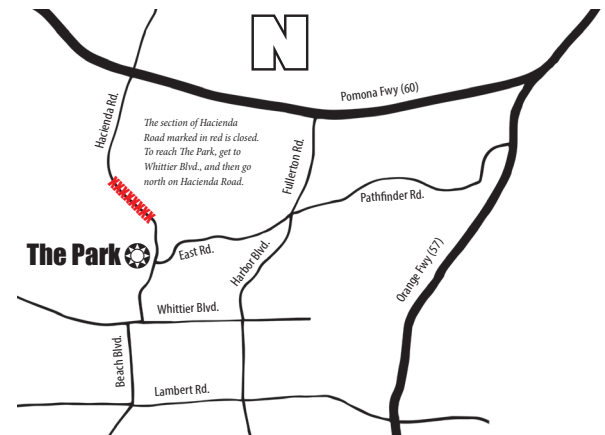 N
Pomona Fwy (60)
Hacienda Rd.
The section of Hacienda
Road marked in red is closed.
To reach The Park, get to
Whittier Blvd., and then go
north on Hacienda Road.
Fullerton Rd.
Pathfinder Rd.
The Park
East Rd.
Harbor Blvd.
Orange Fwy (57)
Whittier Blvd.
Beach Blvd.
Lambert Rd.